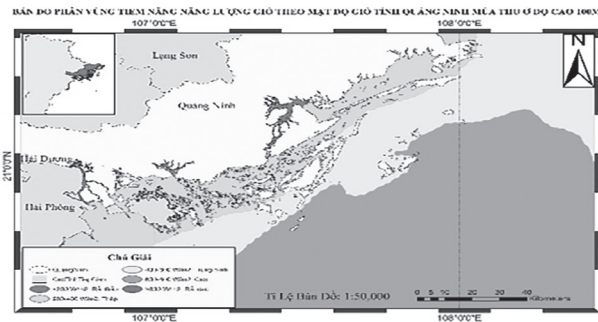 BẢN ĐỒ PHÂN VÙNG TIỀM NĂNG NĂNG LƯỢNG GIÓ THEO MẬT ĐỘ GIÓ TỈNH QUẢNG NINH MÙA THU Ở ĐỘ CAO 100M
107°0'0"E
108°0'0"E
N
Lạng Sơn
Quảng Ninh
Hải Dương
21°0'0"N
Hải Phòng
Chú Giải
Quảng Ninh
Tỉ Lệ Bản Đồ: 1:50,000
0 5 10 20 30 40
Kilometers
107°0'0"E
108°0'0"E